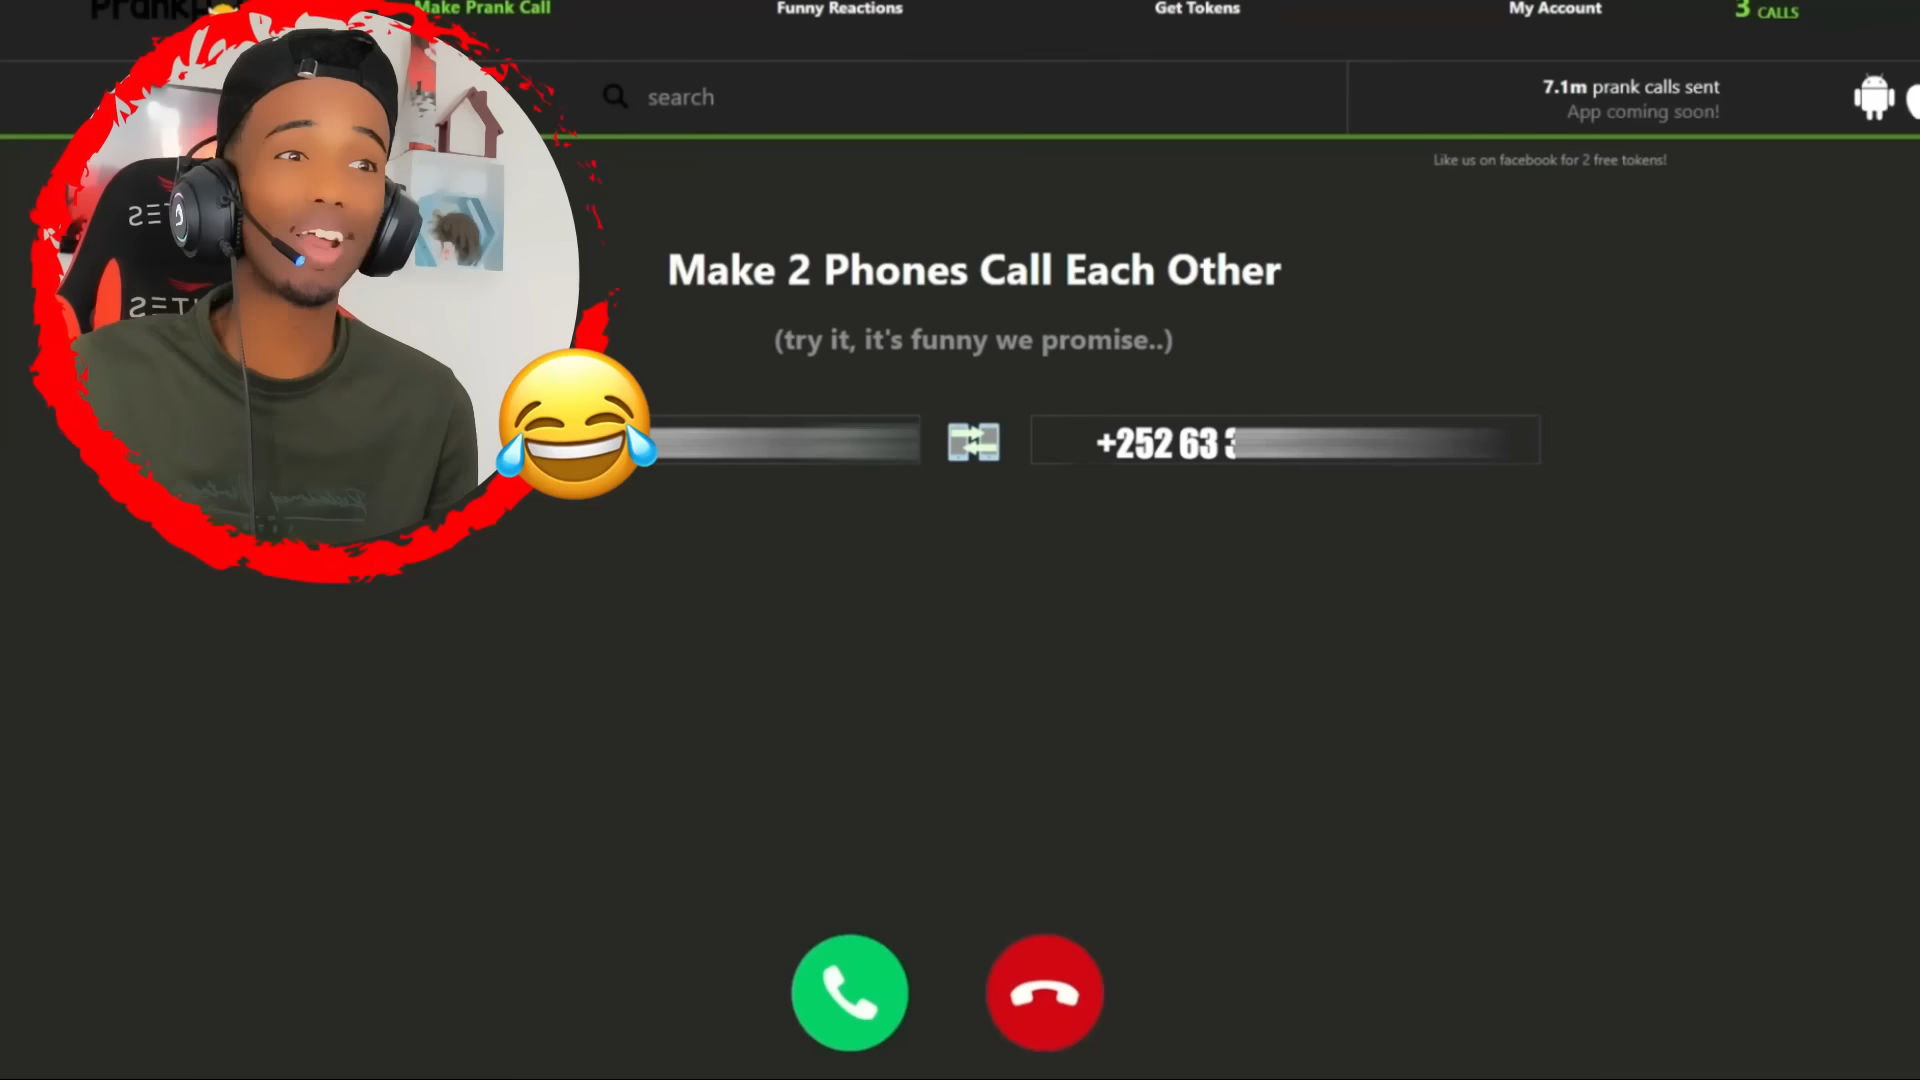 Make Prank Call
Funny Reactions
Get Tokens
My Account
3 CALLS
search
7.1m prank calls sent
App coming soon!
Like us on facebook for 2 free tokens!
Make 2 Phones Call Each Other
(try it, it's funny we promise..)
+252 63 3